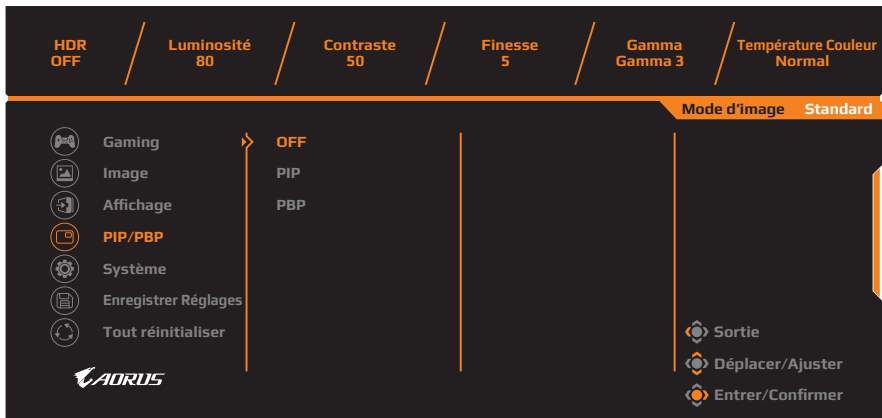 HDR Luminosité Contraste Finesse Gamma Température Couleur
OFF 80 50 5 Gamma 3 Normal
Mode d’image Standard
Gaming OFF
Image PIP
Affichage PBP
PIP/PBP
Système
Enregistrer Réglages
Tout réinitialiser Sortie
Déplacer/Ajuster
AORUS
Entrer/Confirmer